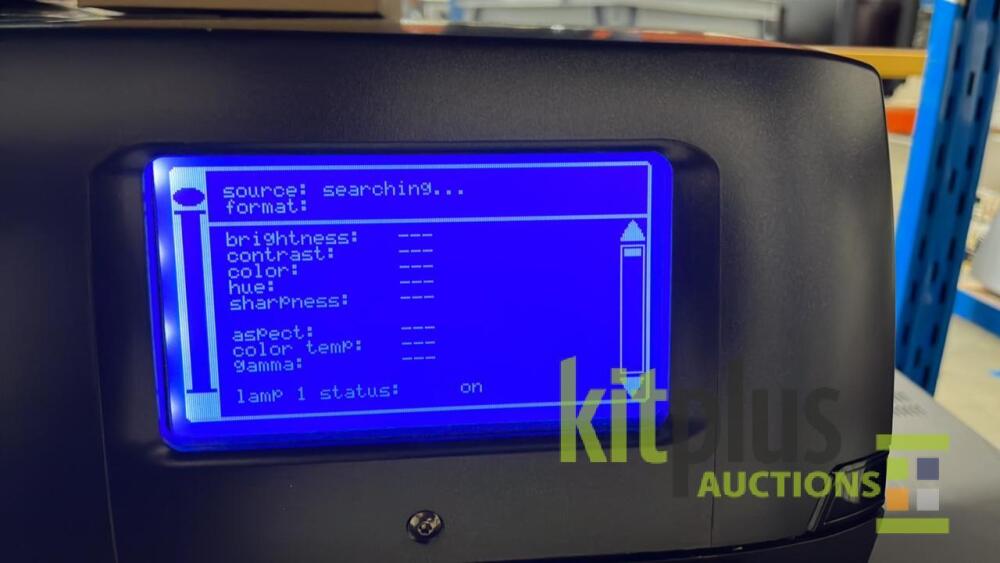 source: searching...
format:
brightness: ---
contrast: ---
color: ---
hue: ---
sharpness: ---
aspect: ---
color temp: ---
gamma: ---
lamp 1 status: on
kitplus
AUCTIONS